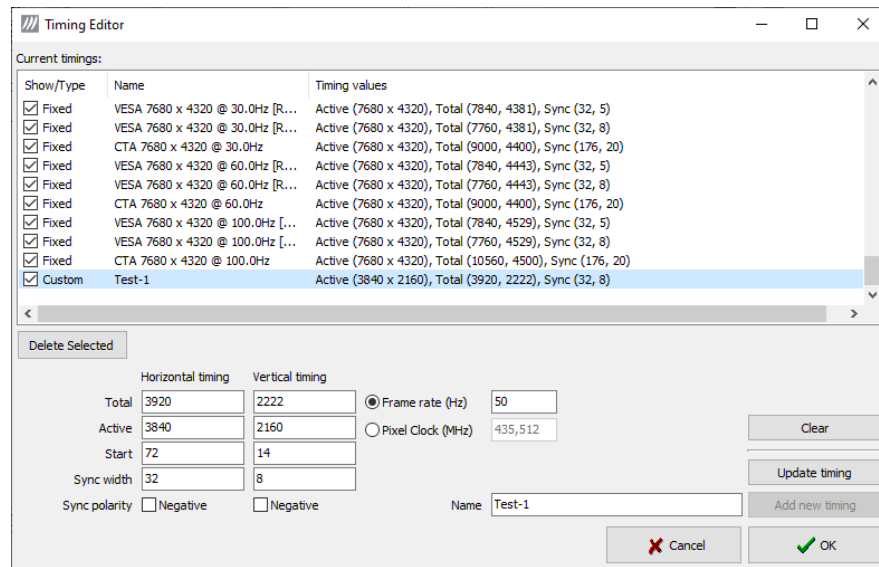 Timing Editor
Current timings:
Show/Type Name Timing values
Fixed VESA 7680 x 4320 @ 30.0Hz [R... Active (7680 x 4320), Total (7840, 4381), Sync (32, 5)
Fixed VESA 7680 x 4320 @ 30.0Hz [R... Active (7680 x 4320), Total (7760, 4381), Sync (32, 8)
Fixed CTA 7680 x 4320 @ 30.0Hz Active (7680 x 4320), Total (9000, 4400), Sync (176, 20)
Fixed VESA 7680 x 4320 @ 60.0Hz [R... Active (7680 x 4320), Total (7840, 4443), Sync (32, 5)
Fixed VESA 7680 x 4320 @ 60.0Hz [R... Active (7680 x 4320), Total (7760, 4443), Sync (32, 8)
Fixed CTA 7680 x 4320 @ 60.0Hz Active (7680 x 4320), Total (9000, 4400), Sync (176, 20)
Fixed VESA 7680 x 4320 @ 100.0Hz [... Active (7680 x 4320), Total (7840, 4529), Sync (32, 5)
Fixed VESA 7680 x 4320 @ 100.0Hz [... Active (7680 x 4320), Total (7760, 4529), Sync (32, 8)
Fixed CTA 7680 x 4320 @ 100.0Hz Active (7680 x 4320), Total (10560, 4500), Sync (176, 20)
Custom Test-1 Active (3840 x 2160), Total (3920, 2222), Sync (32, 8)
Delete Selected
Horizontal timing Vertical timing
Total 3920 2222 Frame rate (Hz) 50
Active 3840 2160 Pixel Clock (MHz) 435,512 Clear
Start 72 14
Sync width 32 8 Update timing
Sync polarity Negative Negative Name Test-1 Add new timing
Cancel OK